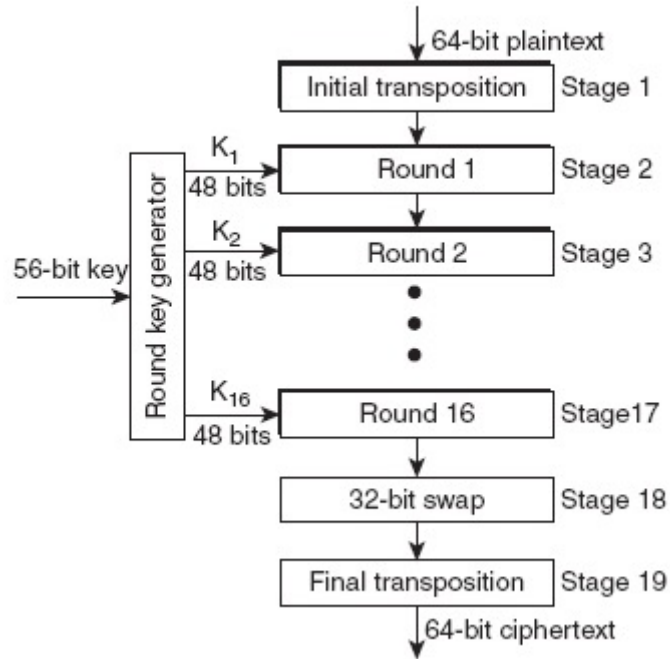 64-bit plaintext
Initial transposition Stage 1
K₁
48 bits
Round 1 Stage 2
K₂
48 bits
Round 2 Stage 3
56-bit key
Round key generator
K₁₆
48 bits
Round 16 Stage17
32-bit swap Stage 18
Final transposition Stage 19
64-bit ciphertext